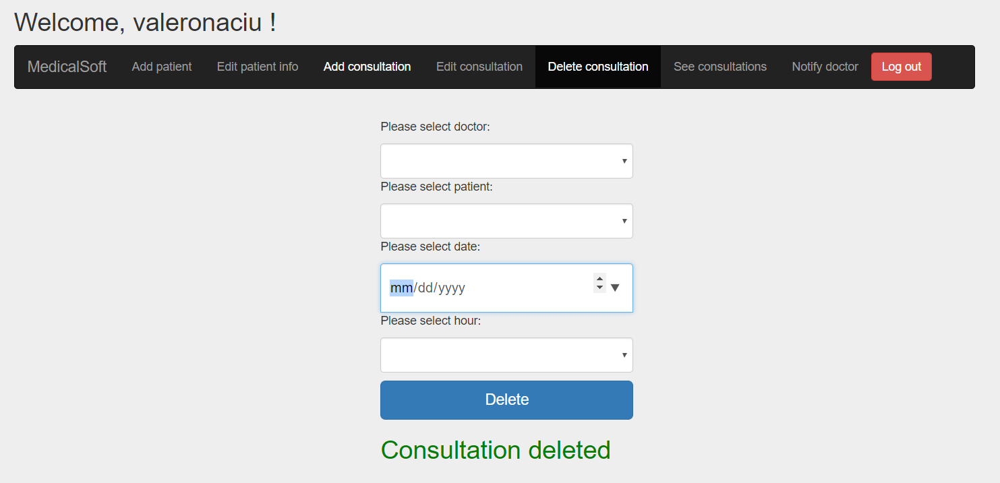 Welcome, valeronaciu !
MedicalSoft Add patient Edit patient info Add consultation Edit consultation Delete consultation See consultations Notify doctor Log out
Please select doctor:
Please select patient:
Please select date:
mm/dd/yyyy
Please select hour:
Delete
Consultation deleted